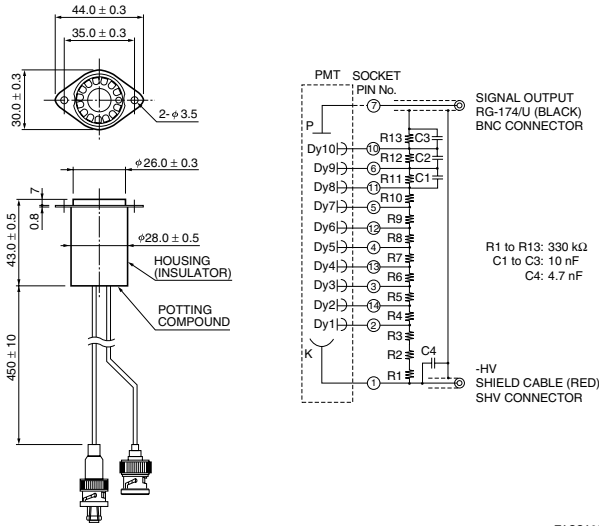 44.0 ± 0.3
35.0 ± 0.3
30.0 ± 0.3
2- φ 3.5
φ 26.0 ± 0.3
7
0.8
43.0 ± 0.5
φ 28.0 ± 0.5
HOUSING
(INSULATOR)
POTTING
COMPOUND
450 ± 10
PMT
SOCKET
PIN No.
7
SIGNAL OUTPUT
RG-174/U (BLACK)
BNC CONNECTOR
P
R13 C3
Dy10 10
R12 C2
Dy9 6
R11 C1
Dy8 11
R10
Dy7 5
R9
Dy6 12
R8
Dy5 4
R7
Dy4 13
R6
Dy3 3
R5
Dy2 14
R4
Dy1 2
R3
R2
K
R1 C4
1
R1 to R13: 330 kΩ
C1 to C3: 10 nF
C4: 4.7 nF
-HV
SHIELD CABLE (RED)
SHV CONNECTOR